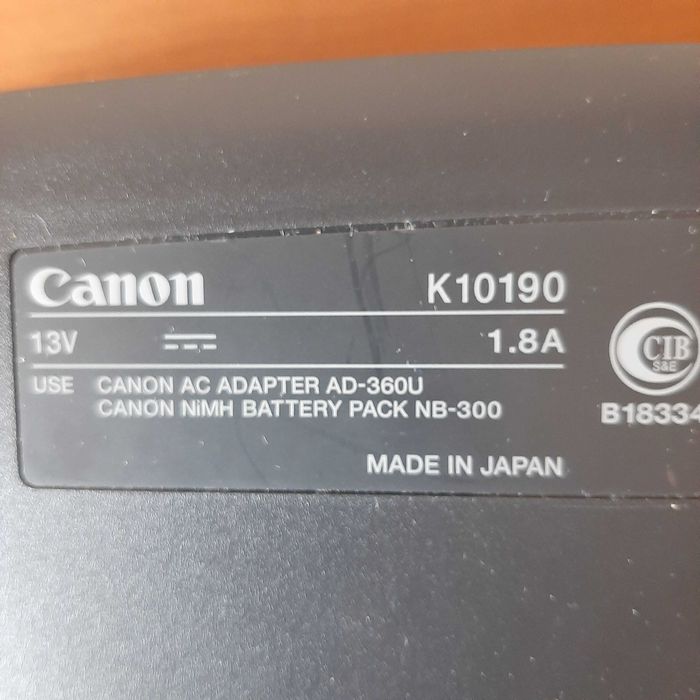 Canon K10190
13V 1.8A
USE CANON AC ADAPTER AD-360U
CANON NiMH BATTERY PACK NB-300
MADE IN JAPAN
CIB
S&E
B18334